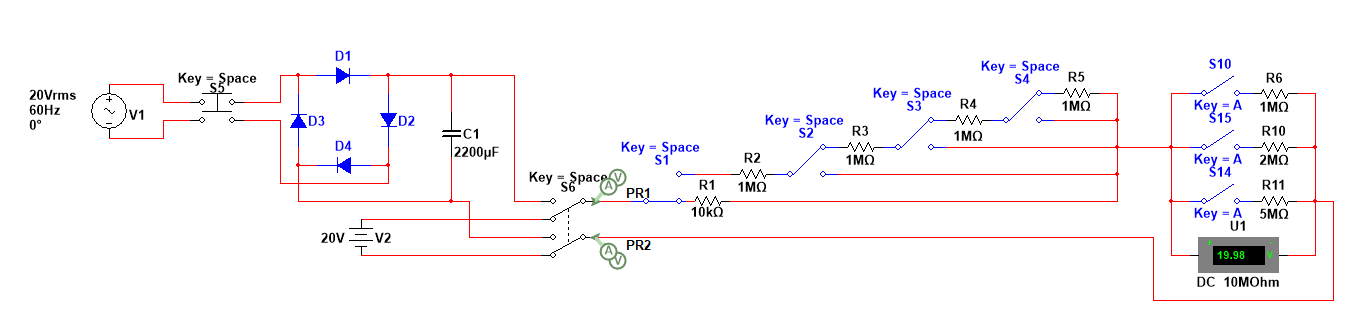 20Vrms
60Hz
0°
V1
Key = Space
S5
D1
D3
D2
D4
C1
2200µF
20V
V2
Key = Space
S6
A
V
PR1
A
V
PR2
Key = Space
S1
R1
10kΩ
R2
1MΩ
Key = Space
S2
R3
1MΩ
Key = Space
S3
R4
1MΩ
Key = Space
S4
R5
1MΩ
S10
Key = A
R6
1MΩ
S15
Key = A
R10
2MΩ
S14
Key = A
R11
5MΩ
U1
19.98 V
DC 10MOhm